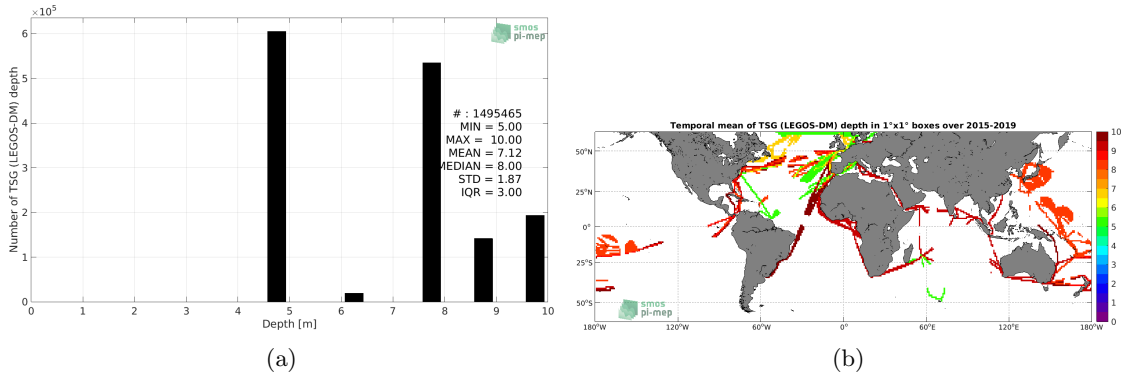 ×10⁵
6
5
4
3
2
1
0
Number of TSG (LEGOS-DM) depth
0 1 2 3 4 5 6 7 8 9 10
Depth [m]
smos
pi-mep
# : 1495465
MIN = 5.00
MAX = 10.00
MEAN = 7.12
MEDIAN = 8.00
STD = 1.87
IQR = 3.00
(a)
Temporal mean of TSG (LEGOS-DM) depth in 1°x1° boxes over 2015-2019
50°N
25°N
0°
25°S
50°S
180°W 120°W 60°W 0° 60°E 120°E 180°W
smos
pi-mep
10
9
8
7
6
5
4
3
2
1
0
(b)